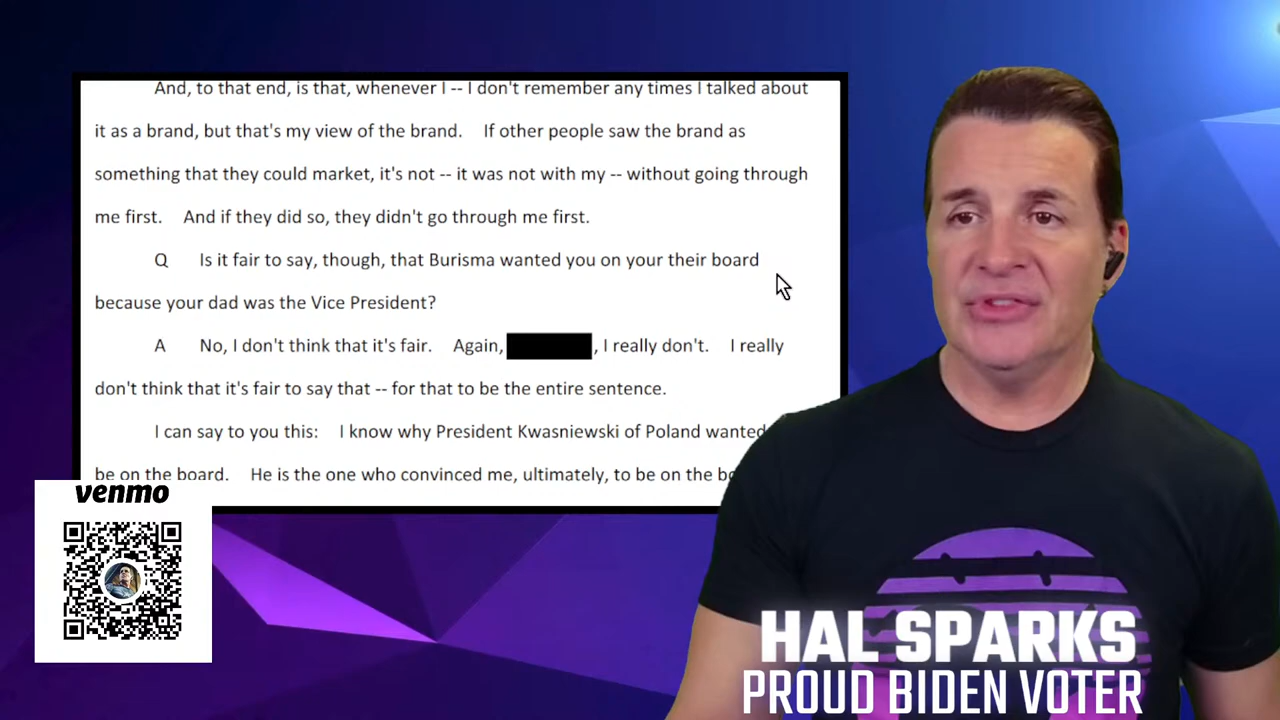 And, to that end, is that, whenever I -- I don't remember any times I talked about
it as a brand, but that's my view of the brand. If other people saw the brand as
something that they could market, it's not -- it was not with my -- without going through
me first. And if they did so, they didn't go through me first.
Q Is it fair to say, though, that Burisma wanted you on your their board
because your dad was the Vice President?
A No, I don't think that it's fair. Again, , I really don't. I really
don't think that it's fair to say that -- for that to be the entire sentence.
I can say to you this: I know why President Kwasniewski of Poland wanted
be on the board. He is the one who convinced me, ultimately, to be on the
venmo
HAL SPARKS
PROUD BIDEN VOTER